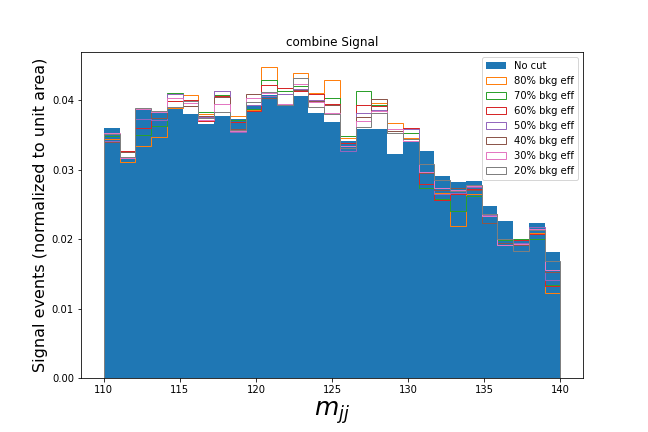 combine Signal
Signal events (normalized to unit area)
0.04
0.03
0.02
0.01
0.00
No cut
80% bkg eff
70% bkg eff
60% bkg eff
50% bkg eff
40% bkg eff
30% bkg eff
20% bkg eff
110 115 120 125 130 135 140
m_{jj}